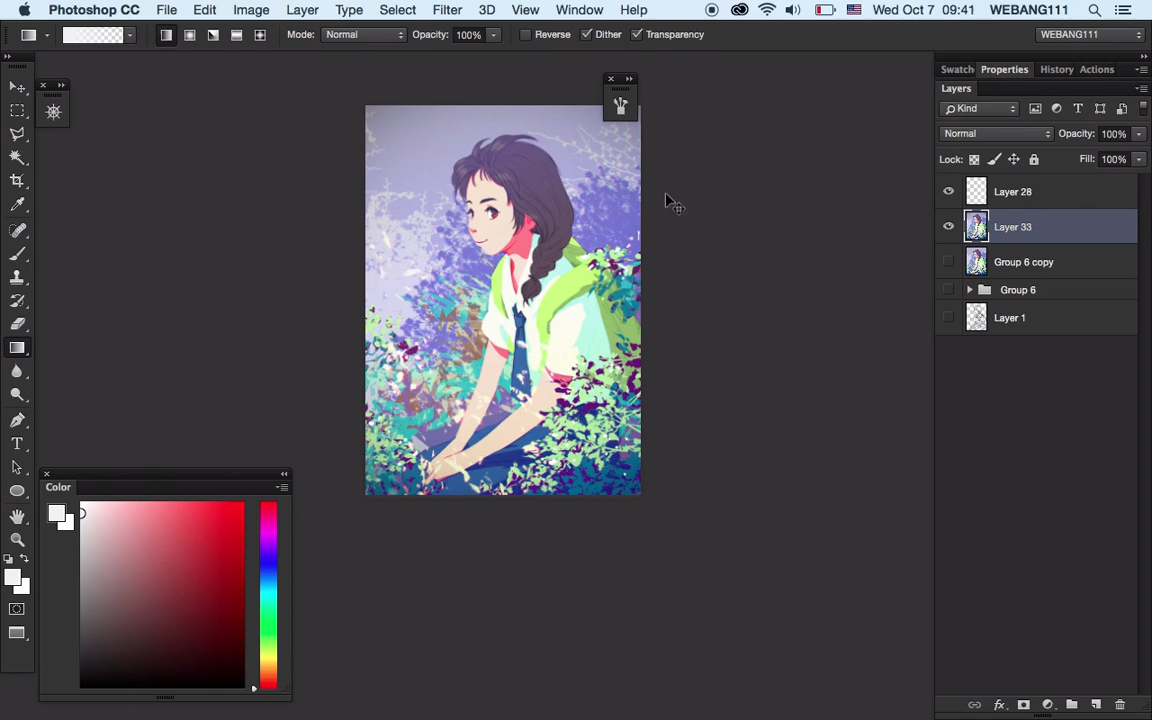 Photoshop CC File Edit Image Layer Type Select Filter 3D View Window Help Wed Oct 7 09:41 WEBANG111
Mode: Normal Opacity: 100% Reverse Dither Transparency WEBANG111
Swatch Properties History Actions
Layers
Kind
Normal Opacity: 100%
Lock: Fill: 100%
Layer 28
Layer 33
Group 6 copy
Group 6
Layer 1
Color